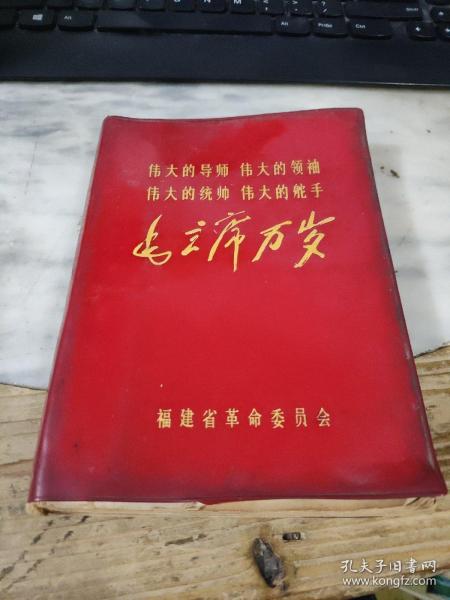 伟大的导师 伟大的领袖
伟大的统帅 伟大的舵手
毛主席万岁
福建省革命委员会
孔夫子旧书网
www.kongfz.com